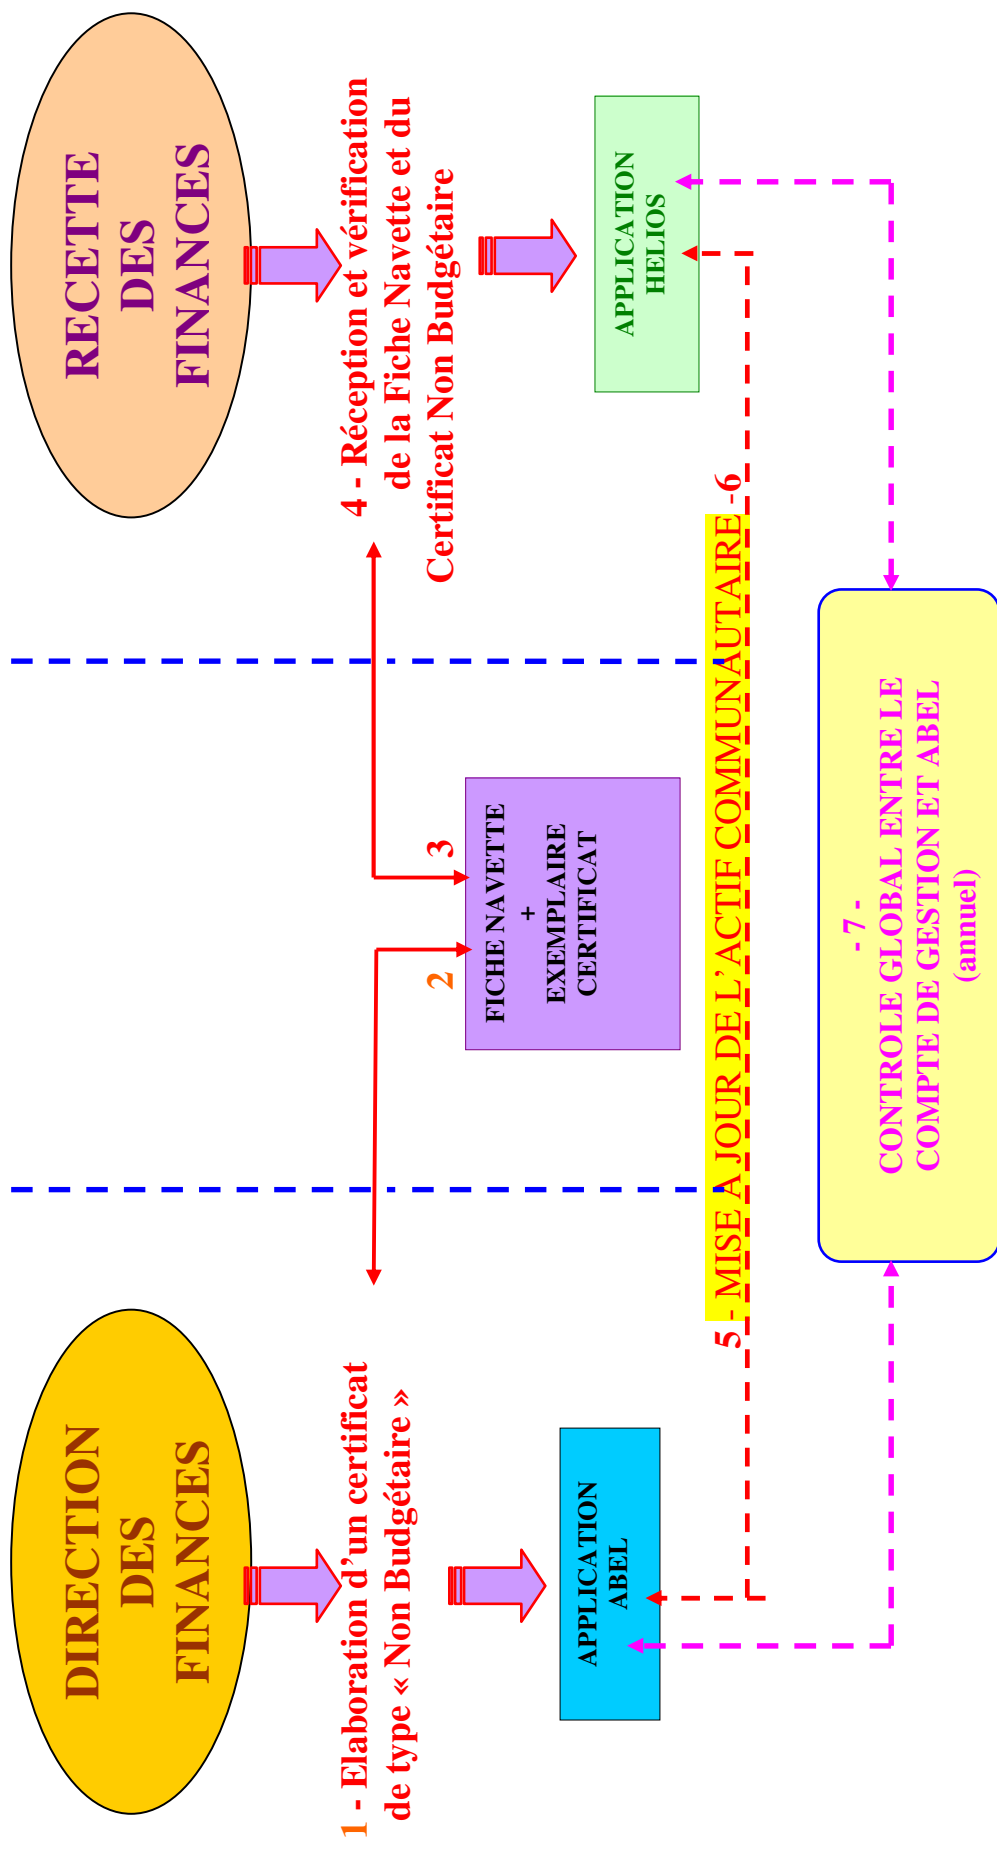 DIRECTION
DES
FINANCES
RECETTE
DES
FINANCES
1 - Elaboration d’un certificat
de type « Non Budgétaire »
4 - Réception et vérification
de la Fiche Navette et du
Certificat Non Budgétaire
2
3
FICHE NAVETTE
+
EXEMPLAIRE
CERTIFICAT
APPLICATION
ABEL
APPLICATION
HELIOS
5 - MISE A JOUR DE L’ACTIF COMMUNAUTAIRE -6
-7 -
CONTROLE GLOBAL ENTRE LE
COMPTE DE GESTION ET ABEL
(annuel)